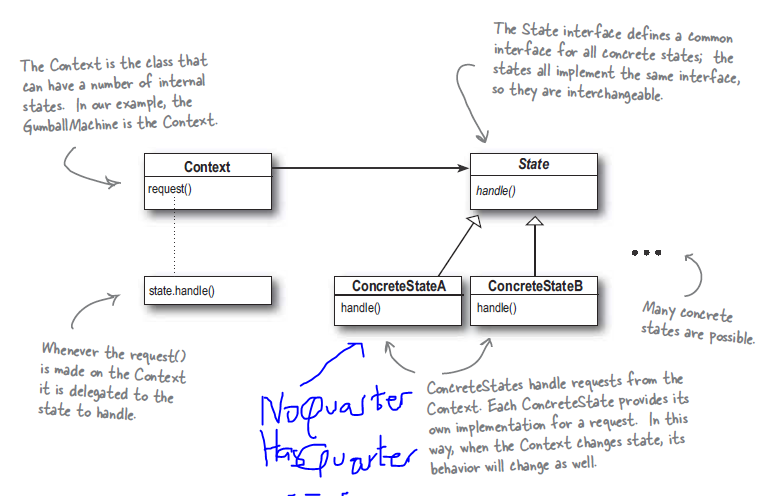 The Context is the class that
can have a number of internal
states. In our example, the
GumballMachine is the Context.
The State interface defines a common
interface for all concrete states; the
states all implement the same interface,
so they are interchangeable.
Context
request()
State
handle()
state.handle()
ConcreteStateA
handle()
ConcreteStateB
handle()
Many concrete
states are possible.
Whenever the request()
is made on the Context
it is delegated to the
state to handle.
NoQuarter
HasQuarter
ConcreteStates handle requests from the
Context. Each ConcreteState provides its
own implementation for a request. In this
way, when the Context changes state, its
behavior will change as well.